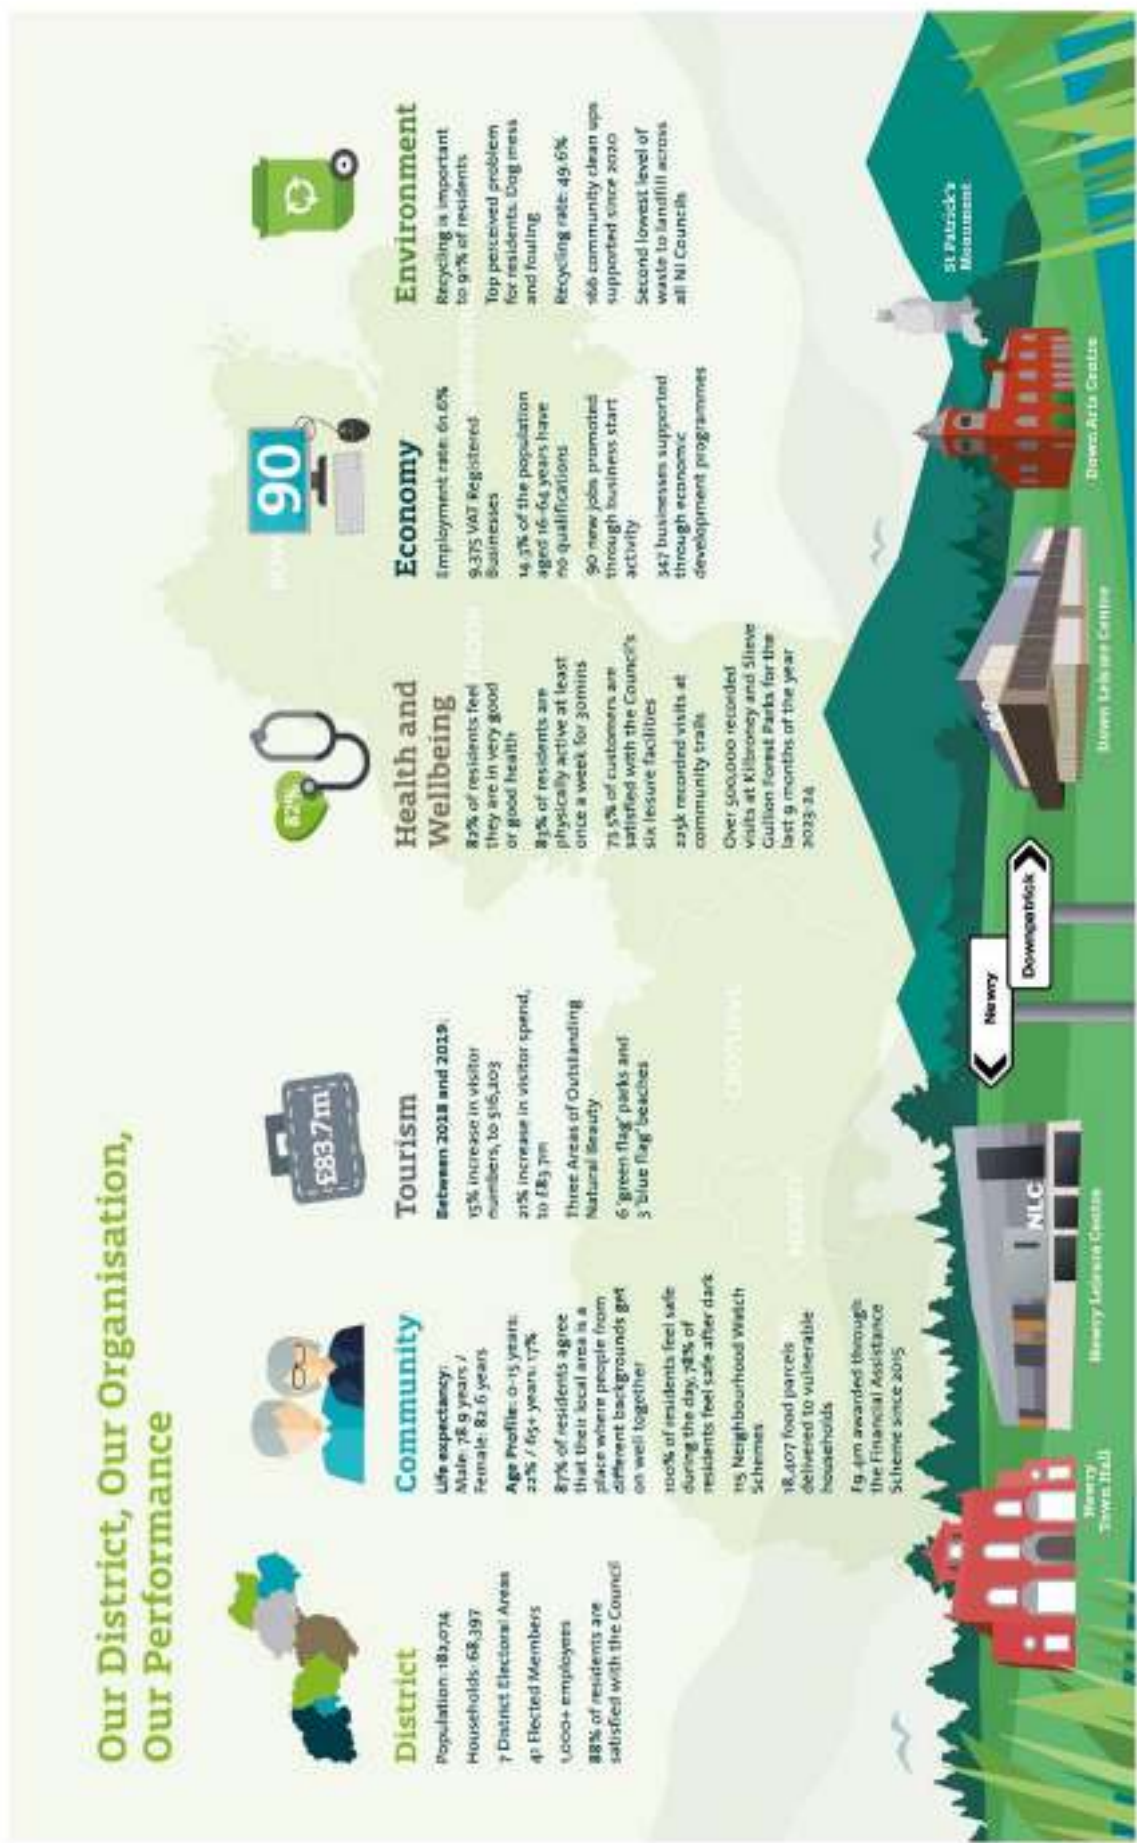 Our District, Our Organisation,
Our Performance
District
Population: 182,074
Households: 68,397
7 District Electoral Areas
41 Elected Members
1,000+ employees
88% of residents are
satisfied with the Council
Community
Life expectancy:
Male: 78.9 years /
Female: 82.6 years
Age Profile: 0-15 years:
22% / 65+ years: 17%
87% of residents agree
that their local area is a
place where people from
different backgrounds get
on well together
100% of residents feel safe
during the day, 78% of
residents feel safe after dark
115 Neighbourhood Watch
Schemes
18,407 food parcels
delivered to vulnerable
households
£9.4m awarded through
the Financial Assistance
Scheme since 2015
£83.7m
Tourism
Between 2018 and 2019:
15% increase in visitor
numbers, to 516,203
21% increase in visitor spend,
to £83.7m
Three Areas of Outstanding
Natural Beauty
6 'green flag' parks and
3 'blue flag' beaches
82%
Health and
Wellbeing
82% of residents feel
they are in very good
or good health
83% of residents are
physically active at least
once a week for 30mins
73.5% of customers are
satisfied with the Council's
six leisure facilities
225k recorded visits at
community trails
Over 500,000 recorded
visits at Kilbroney and Slieve
Gullion Forest Parks for the
last 9 months of the year
2023-24
90
Economy
Employment rate: 61.6%
9,375 VAT Registered
Businesses
14.3% of the population
aged 16-64 years have
no qualifications
90 new jobs promoted
through business start
activity
347 businesses supported
through economic
development programmes
Environment
Recycling is important
to 91% of residents
Top perceived problem
for residents: Dog mess
and fouling
Recycling rate: 49.6%
166 community clean ups
supported since 2020
Second lowest level of
waste to landfill across
all NI Councils
Newry
Town Hall
NLC
Newry Leisure Centre
Newry
Downpatrick
Down Leisure Centre
Down Arts Centre
St Patrick's
Monument